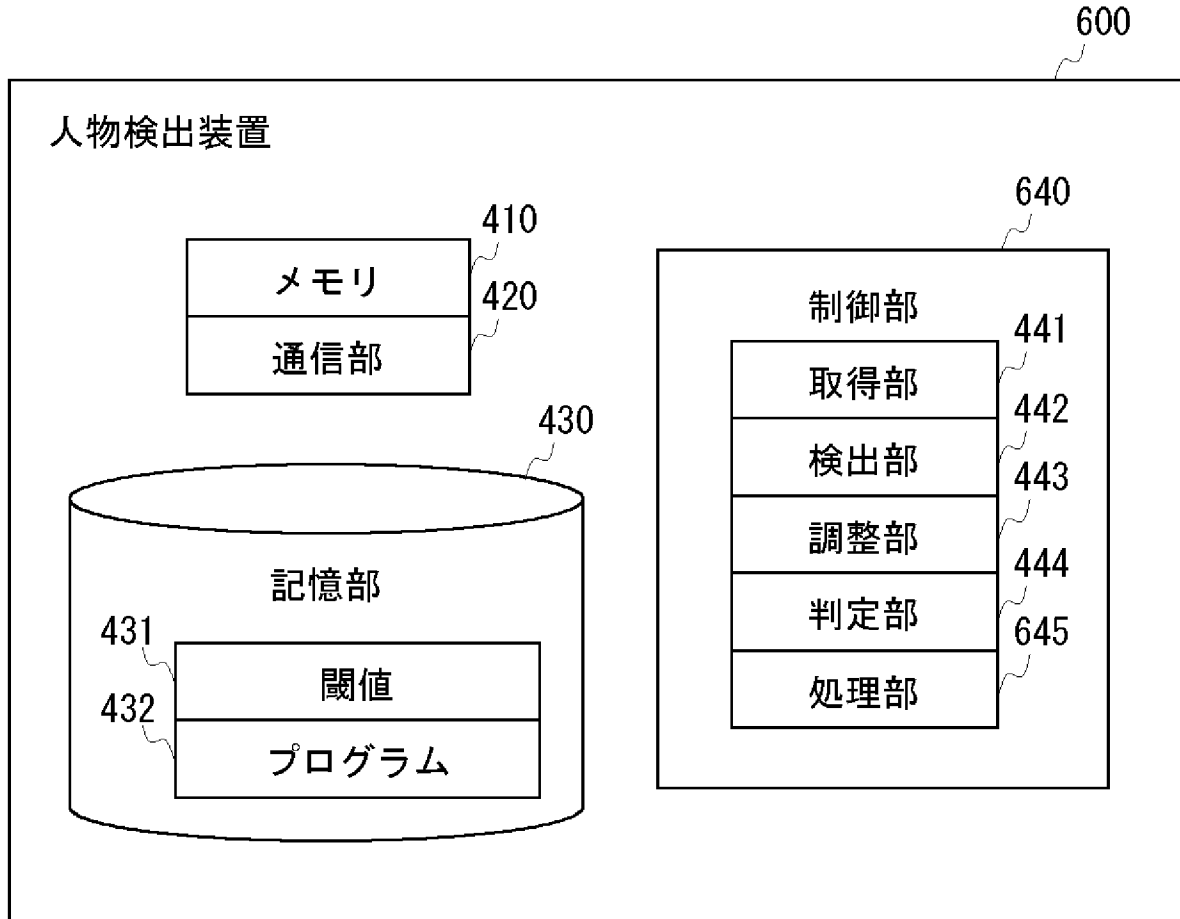 600
人物検出装置
410
メモリ
420
通信部
430
記憶部
431
閾値
432
プログラム
640
制御部
441
取得部
442
検出部
443
調整部
444
判定部
645
処理部